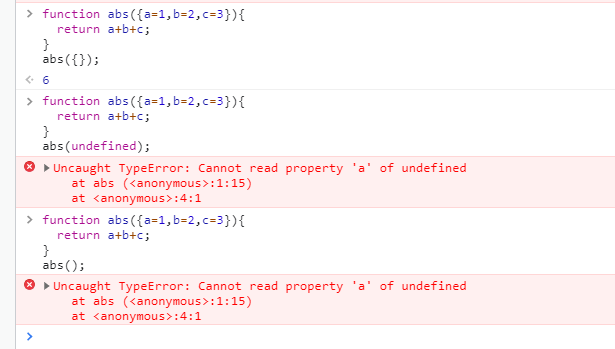 function abs({a=1,b=2,c=3}){
return a+b+c;
}
abs({});
6
function abs({a=1,b=2,c=3}){
return a+b+c;
}
abs(undefined);
Uncaught TypeError: Cannot read property 'a' of undefined
at abs (<anonymous>:1:15)
at <anonymous>:4:1
function abs({a=1,b=2,c=3}){
return a+b+c;
}
abs();
Uncaught TypeError: Cannot read property 'a' of undefined
at abs (<anonymous>:1:15)
at <anonymous>:4:1